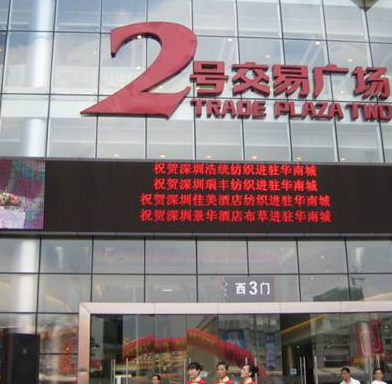 2号交易广场
TRADE PLAZA TWO
祝贺深圳浩统纺织进驻华南城
祝贺深圳瑞丰纺织进驻华南城
祝贺深圳佳美酒店纺织进驻华南城
祝贺深圳景华酒店布草进驻华南城
西3门